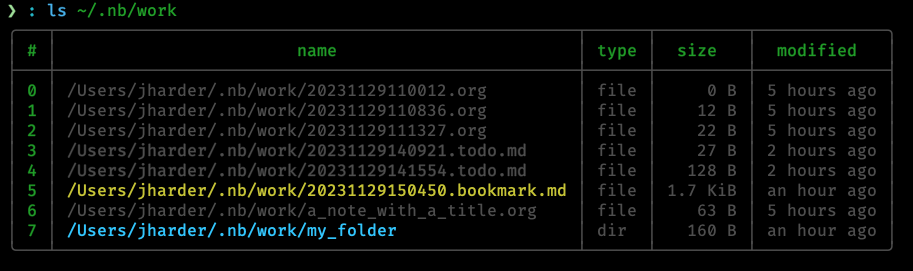 ❯ : ls ~/.nb/work
# name type size modified
0 /Users/jharder/.nb/work/20231129110012.org file 0 B 5 hours ago
1 /Users/jharder/.nb/work/20231129110836.org file 12 B 5 hours ago
2 /Users/jharder/.nb/work/20231129111327.org file 22 B 5 hours ago
3 /Users/jharder/.nb/work/20231129140921.todo.md file 27 B 2 hours ago
4 /Users/jharder/.nb/work/20231129141554.todo.md file 128 B 2 hours ago
5 /Users/jharder/.nb/work/20231129150450.bookmark.md file 1.7 KiB an hour ago
6 /Users/jharder/.nb/work/a_note_with_a_title.org file 63 B 5 hours ago
7 /Users/jharder/.nb/work/my_folder dir 160 B an hour ago